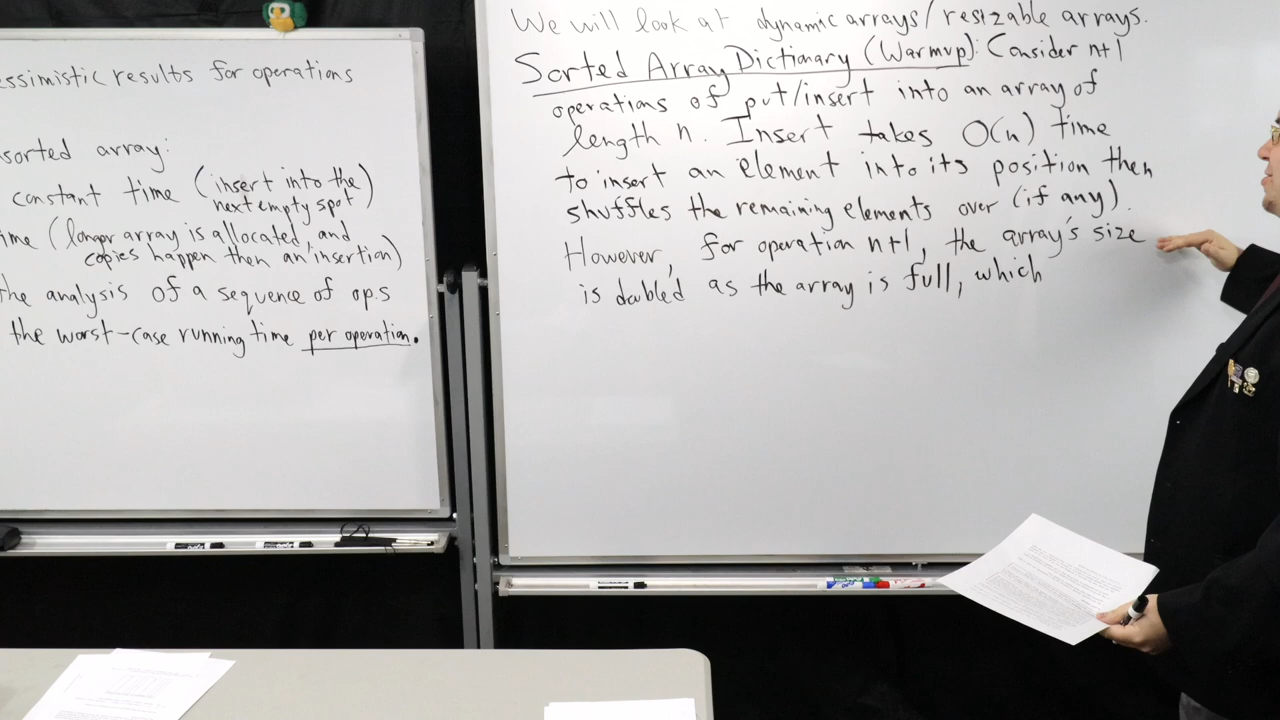 essimistic results for operations
sorted array:
constant time (insert into the next empty spot)
ime (longer array is allocated, and copies happen then an insertion)
the analysis of a sequence of ops
the worst-case running time per operation.
We will look at dynamic arrays/resizable arrays.
Sorted Array Dictionary (Warmup): Consider n+1
operations of put/insert into an array of
length n. Insert takes O(n) time
to insert an element into its position then
shuffles the remaining elements over (if any).
However, for operation n+1, the array's size
is doubled as the array is full, which